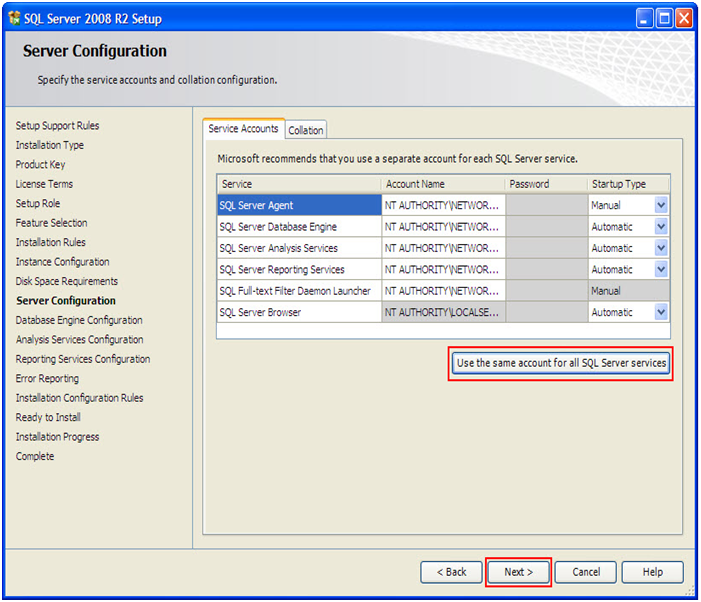 SQL Server 2008 R2 Setup
Server Configuration
Specify the service accounts and collation configuration.
Setup Support Rules
Installation Type
Product Key
License Terms
Setup Role
Feature Selection
Installation Rules
Instance Configuration
Disk Space Requirements
Server Configuration
Database Engine Configuration
Analysis Services Configuration
Reporting Services Configuration
Error Reporting
Installation Configuration Rules
Ready to Install
Installation Progress
Complete
Service Accounts Collation
Microsoft recommends that you use a separate account for each SQL Server service.
Service Account Name Password Startup Type
SQL Server Agent NT AUTHORITY\NETWOR... Manual
SQL Server Database Engine NT AUTHORITY\NETWOR... Automatic
SQL Server Analysis Services NT AUTHORITY\NETWOR... Automatic
SQL Server Reporting Services NT AUTHORITY\NETWOR... Automatic
SQL Full-text Filter Daemon Launcher NT AUTHORITY\NETWOR... Manual
SQL Server Browser NT AUTHORITY\LOCALSE... Automatic
Use the same account for all SQL Server services
< Back Next > Cancel Help